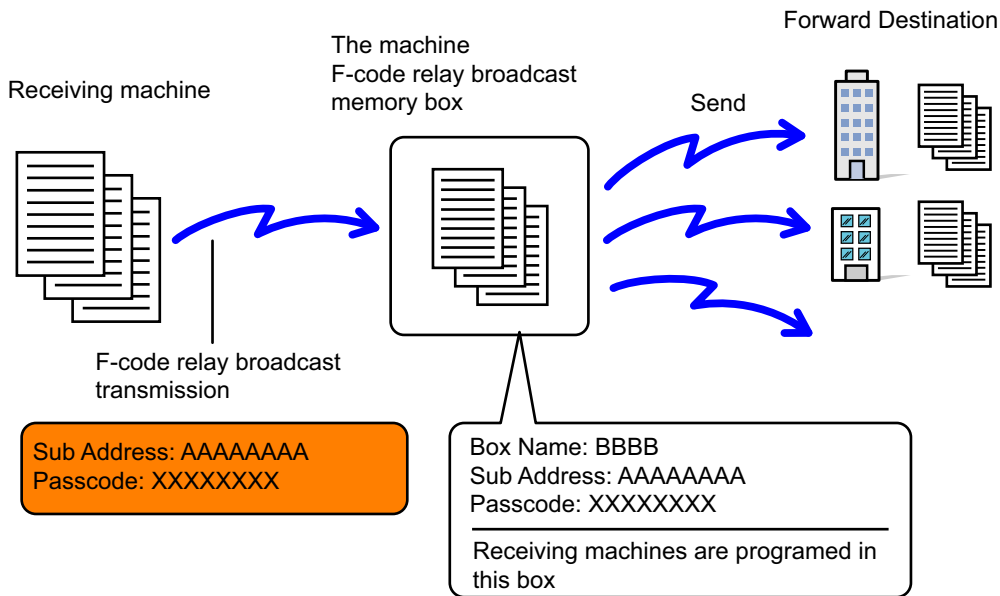 Forward Destination
The machine
F-code relay broadcast
memory box
Receiving machine
Send
F-code relay broadcast
transmission
Sub Address: AAAAAAAA
Passcode: XXXXXXXX
Box Name: BBBB
Sub Address: AAAAAAAA
Passcode: XXXXXXXX
Receiving machines are programed in
this box